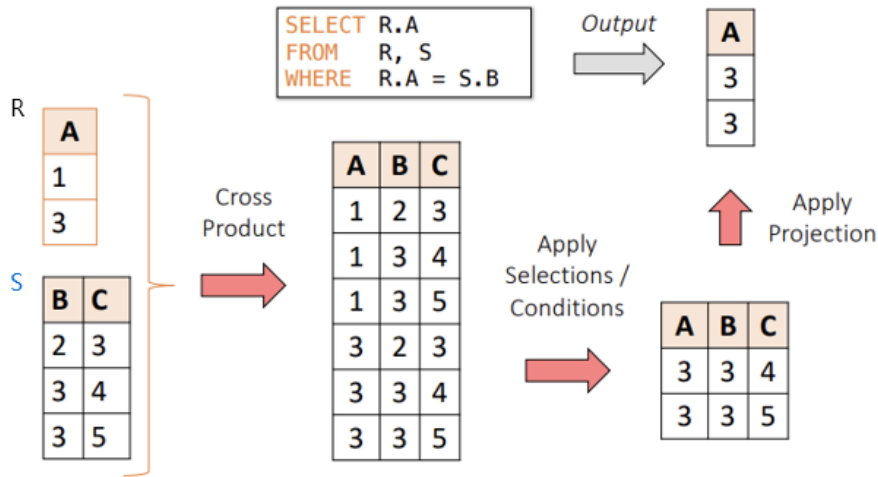 SELECT R.A
FROM R, S
WHERE R.A = S.B
Output
A
3
3
R
A
1
3
S
B C
2 3
3 4
3 5
Cross
Product
A B C
1 2 3
1 3 4
1 3 5
3 2 3
3 3 4
3 3 5
Apply
Selections /
Conditions
A B C
3 3 4
3 3 5
Apply
Projection